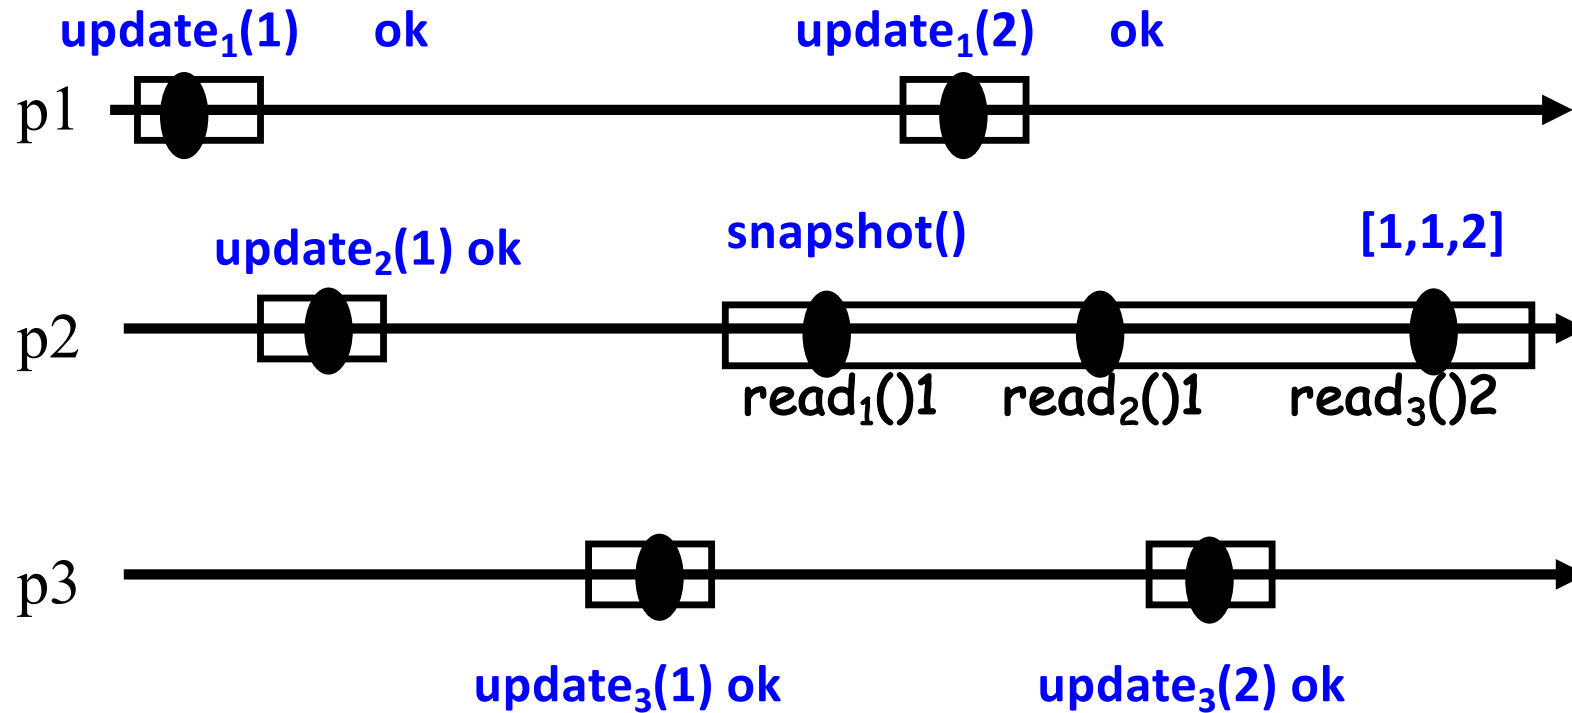 update₁(1) ok update₁(2) ok
p1
snapshot() [1,1,2]
update₂(1) ok
p2
read₁()1 read₂()1 read₃()2
p3
update₃(1) ok update₃(2) ok